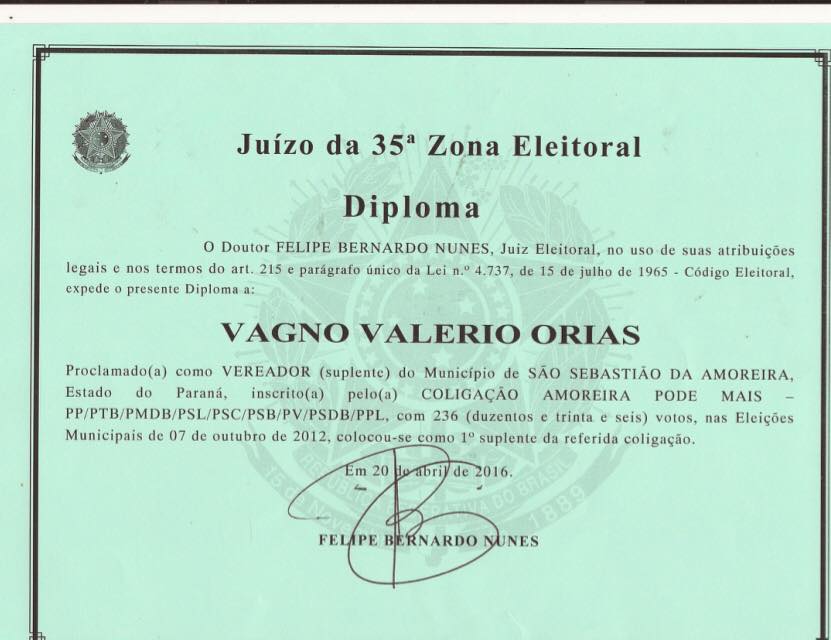 Juízo da 35ª Zona Eleitoral
Diploma
O Doutor FELIPE BERNARDO NUNES, Juiz Eleitoral, no uso de suas atribuições
legais e nos termos do art. 215 e parágrafo único da Lei n.º 4.737, de 15 de julho de 1965 - Código Eleitoral,
expede o presente Diploma a:
VAGNO VALERIO ORIAS
Proclamado(a) como VEREADOR (suplente) do Município de SÃO SEBASTIÃO DA AMOREIRA,
Estado do Paraná, inscrito(a) pelo(a) COLIGAÇÃO AMOREIRA PODE MAIS –
PP/PTB/PMDB/PSL/PSC/PSB/PV/PSDB/PPL, com 236 (duzentos e trinta e seis) votos, nas Eleições
Municipais de 07 de outubro de 2012, colocou-se como 1º suplente da referida coligação.
Em 20 de abril de 2016.
FELIPE BERNARDO NUNES
DO BRASIL
1889